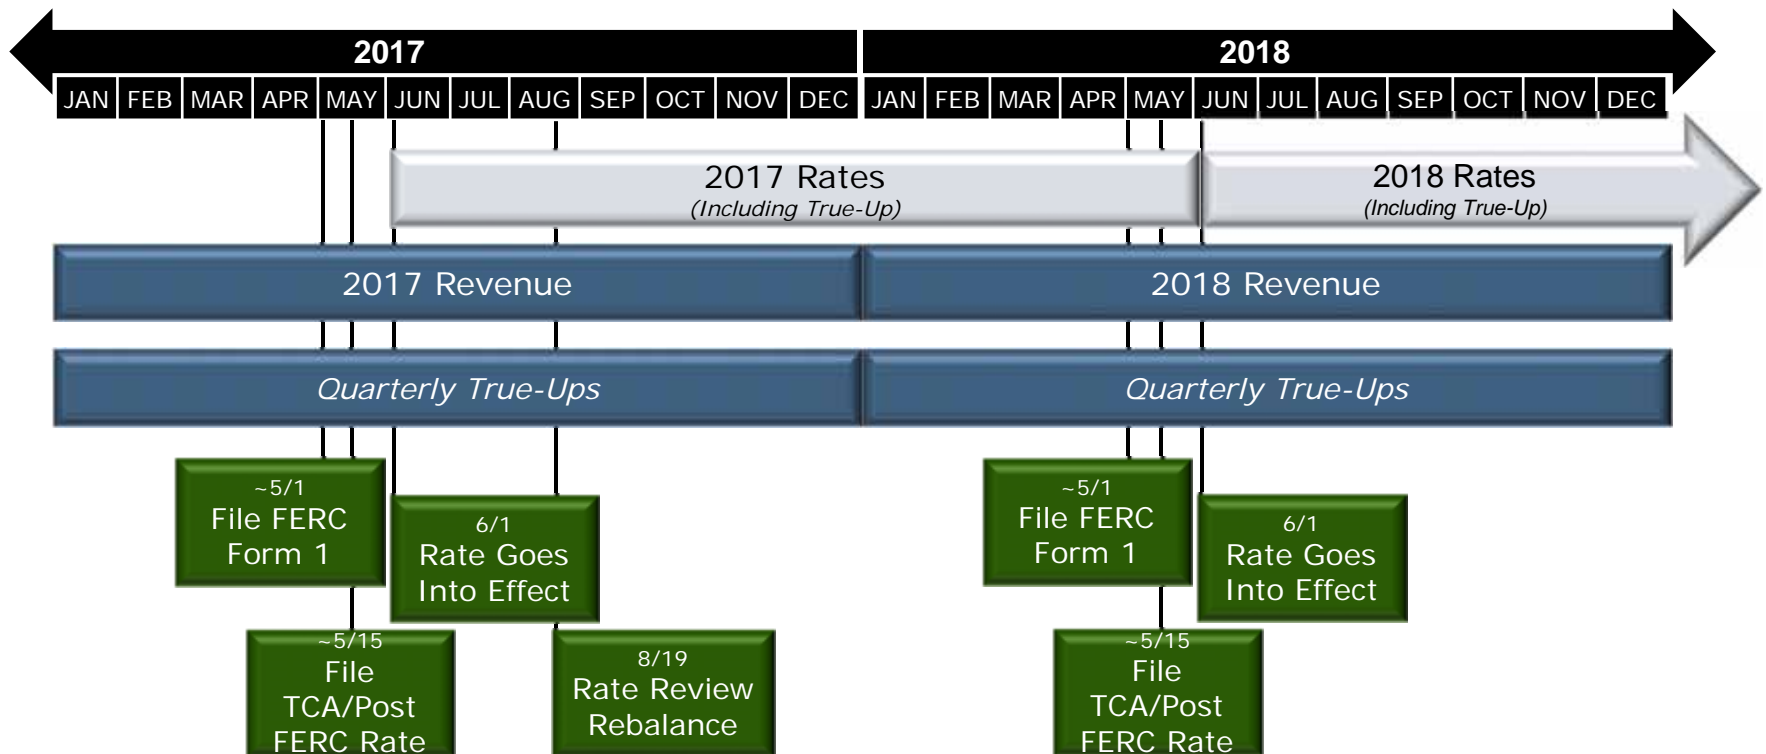 2017 2018
JAN FEB MAR APR MAY JUN JUL AUG SEP OCT NOV DEC JAN FEB MAR APR MAY JUN JUL AUG SEP OCT NOV DEC
2017 Rates
(Including True-Up)
2018 Rates
(Including True-Up)
2017 Revenue
2018 Revenue
Quarterly True-Ups
Quarterly True-Ups
~5/1
File FERC
Form 1
6/1
Rate Goes
Into Effect
~5/15
File
TCA/Post
FERC Rate
8/19
Rate Review
Rebalance
~5/1
File FERC
Form 1
6/1
Rate Goes
Into Effect
~5/15
File
TCA/Post
FERC Rate